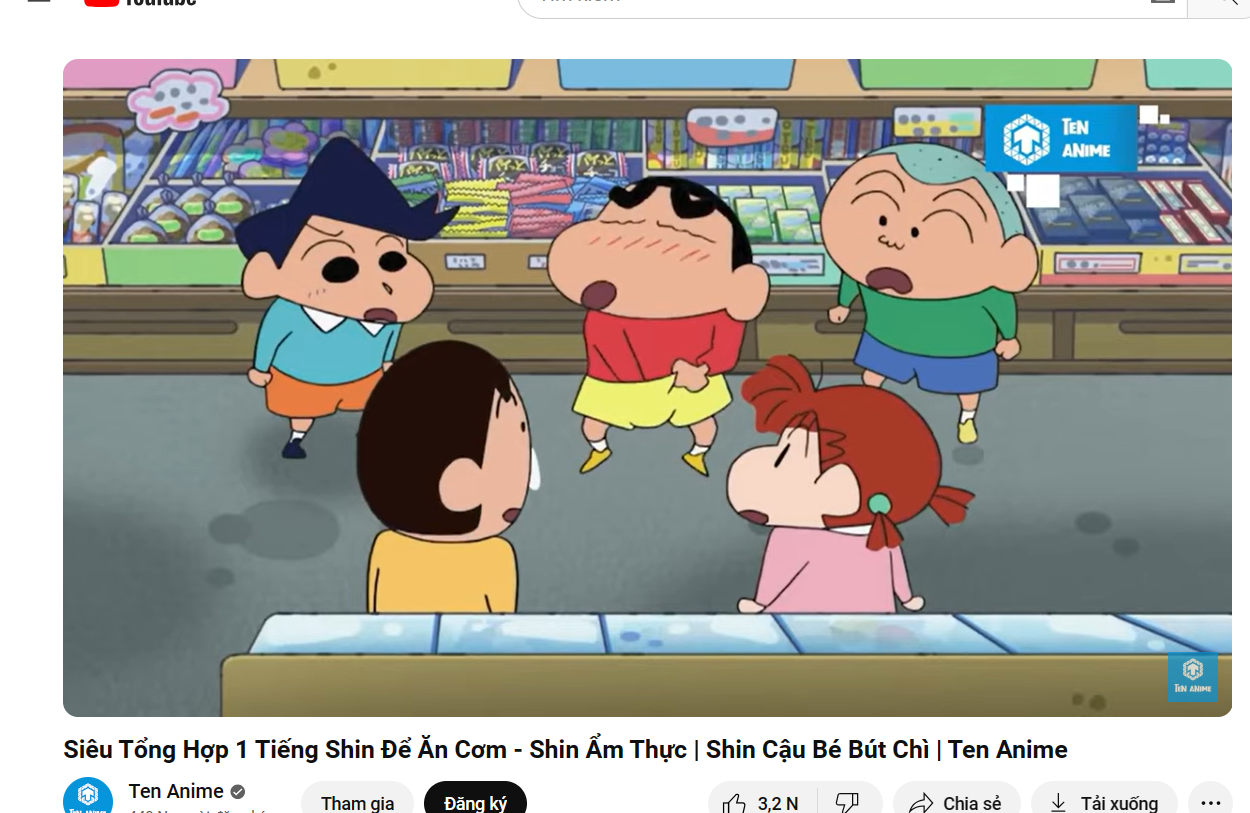 TEN
ANIME
TEN ANIME
Siêu Tổng Hợp 1 Tiếng Shin Để Ăn Cơm - Shin Ẩm Thực | Shin Cậu Bé Bút Chì | Ten Anime
Ten Anime
Tham gia
Đăng ký
3,2 N
Chia sẻ
Tải xuống